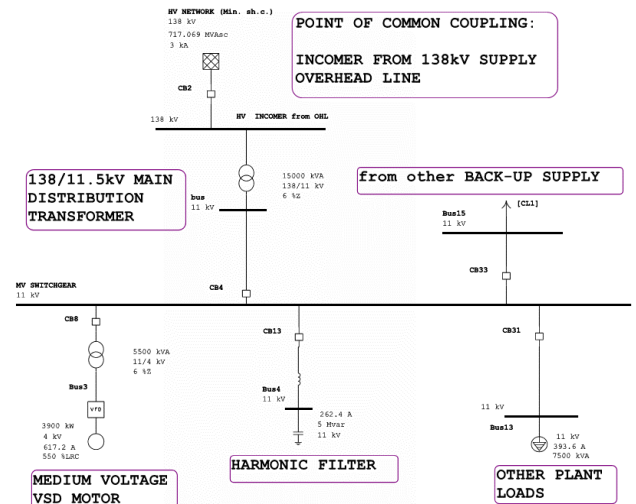 HV NETWORK (Min. sh.c.)
138 kV
717.069 MVAsc
3 kA
POINT OF COMMON COUPLING:
INCOMER FROM 138kV SUPPLY
OVERHEAD LINE
CB2
138 kV
HV INCOMER from OHL
138/11.5kV MAIN
DISTRIBUTION
TRANSFORMER
15000 kVA
138/11 kV
6 %Z
bus
11 kV
from other BACK-UP SUPPLY
[CL1]
Bus15
11 kV
CB33
MV SWITCHGEAR
11 kV
CB4
CB8
5500 kVA
11/4 kV
6 %Z
Bus3
VFD
3900 kW
4 kV
617.2 A
550 %LRC
MEDIUM VOLTAGE
VSD MOTOR
CB13
Bus4
11 kV
262.4 A
5 Mvar
11 kV
HARMONIC FILTER
CB31
11 kV
Bus13
11 kV
393.6 A
7500 kVA
OTHER PLANT
LOADS